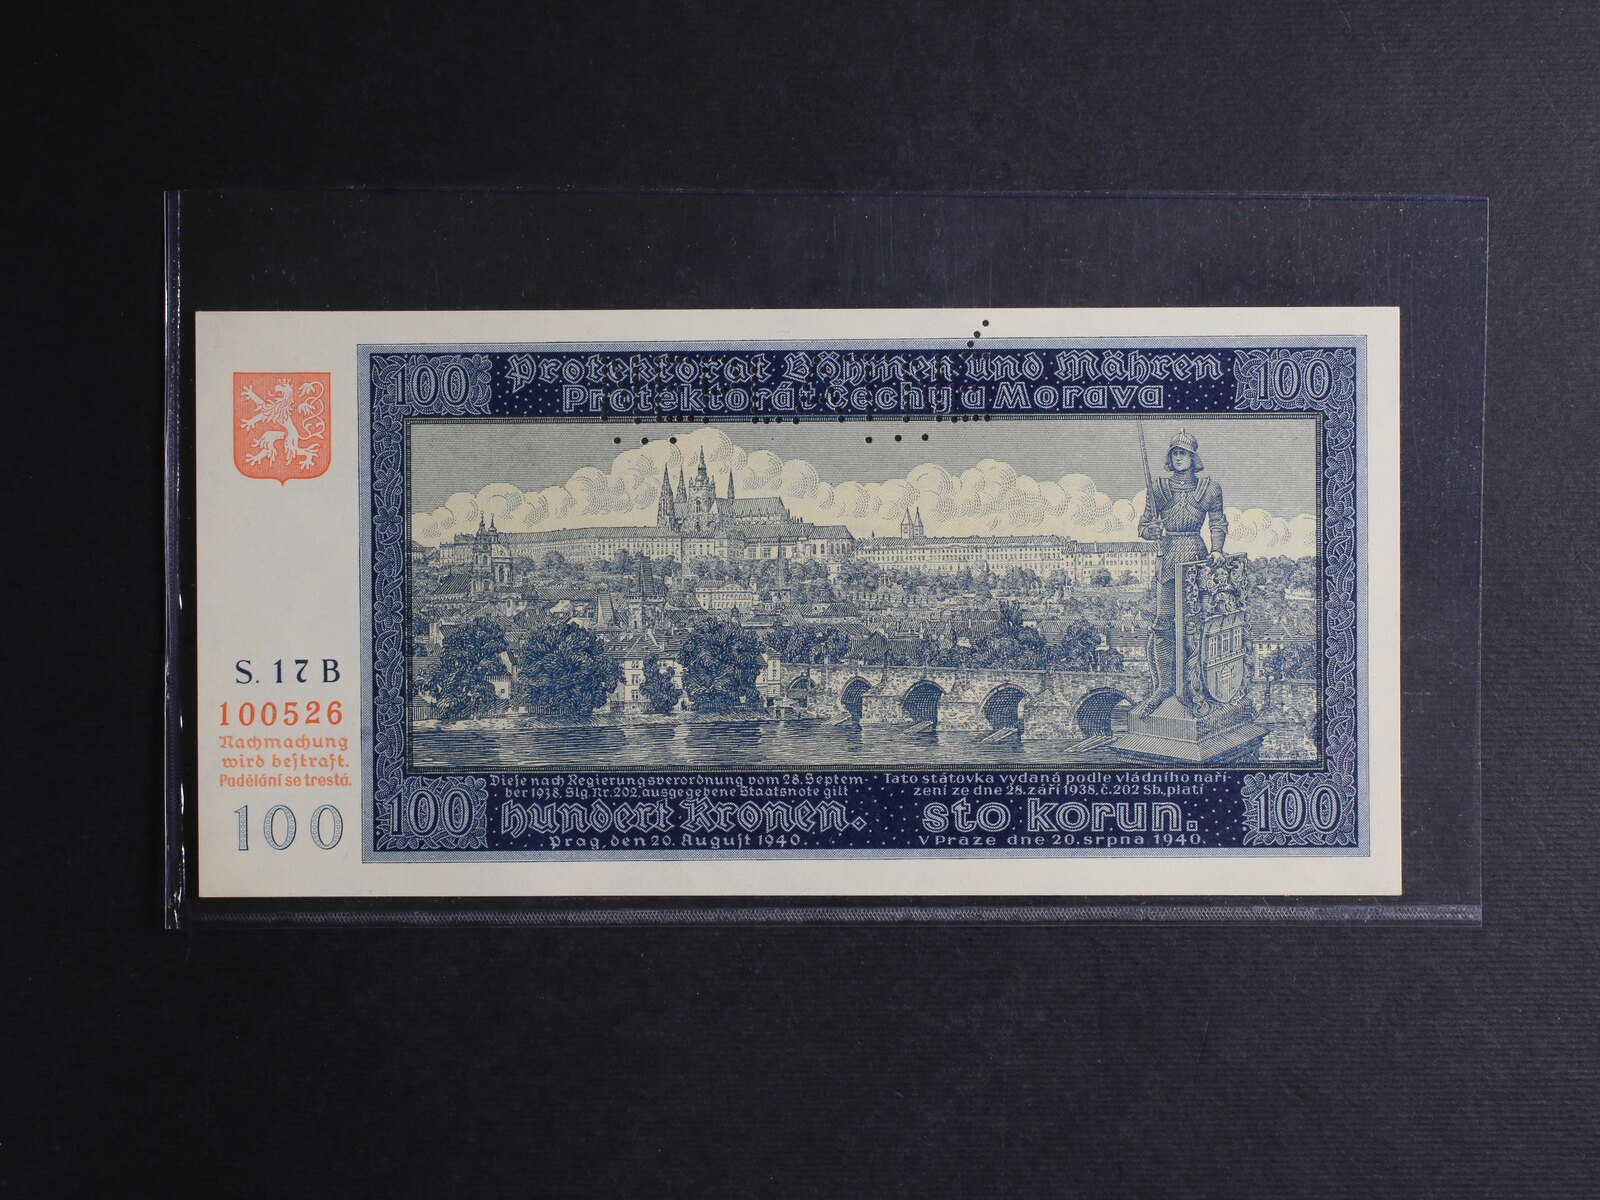 100
Protektorat Böhmen und Mähren
Protektorát Čechy a Morava
100
S. 17 B
100526
Nachmachung
wird bestraft.
Padělání se trestá.
100
100
Diese nach Regierungsverordnung vom 28. Septem-
ber 1938, Slg. Nr. 202, ausgegebene Staatsnote gilt
hundert Kronen.
Prag, den 20. August 1940.
Tato státovka vydaná podle vládního naří-
zení ze dne 28. září 1938, č. 202 Sb., platí
sto korun.
V Praze dne 20. srpna 1940.
100